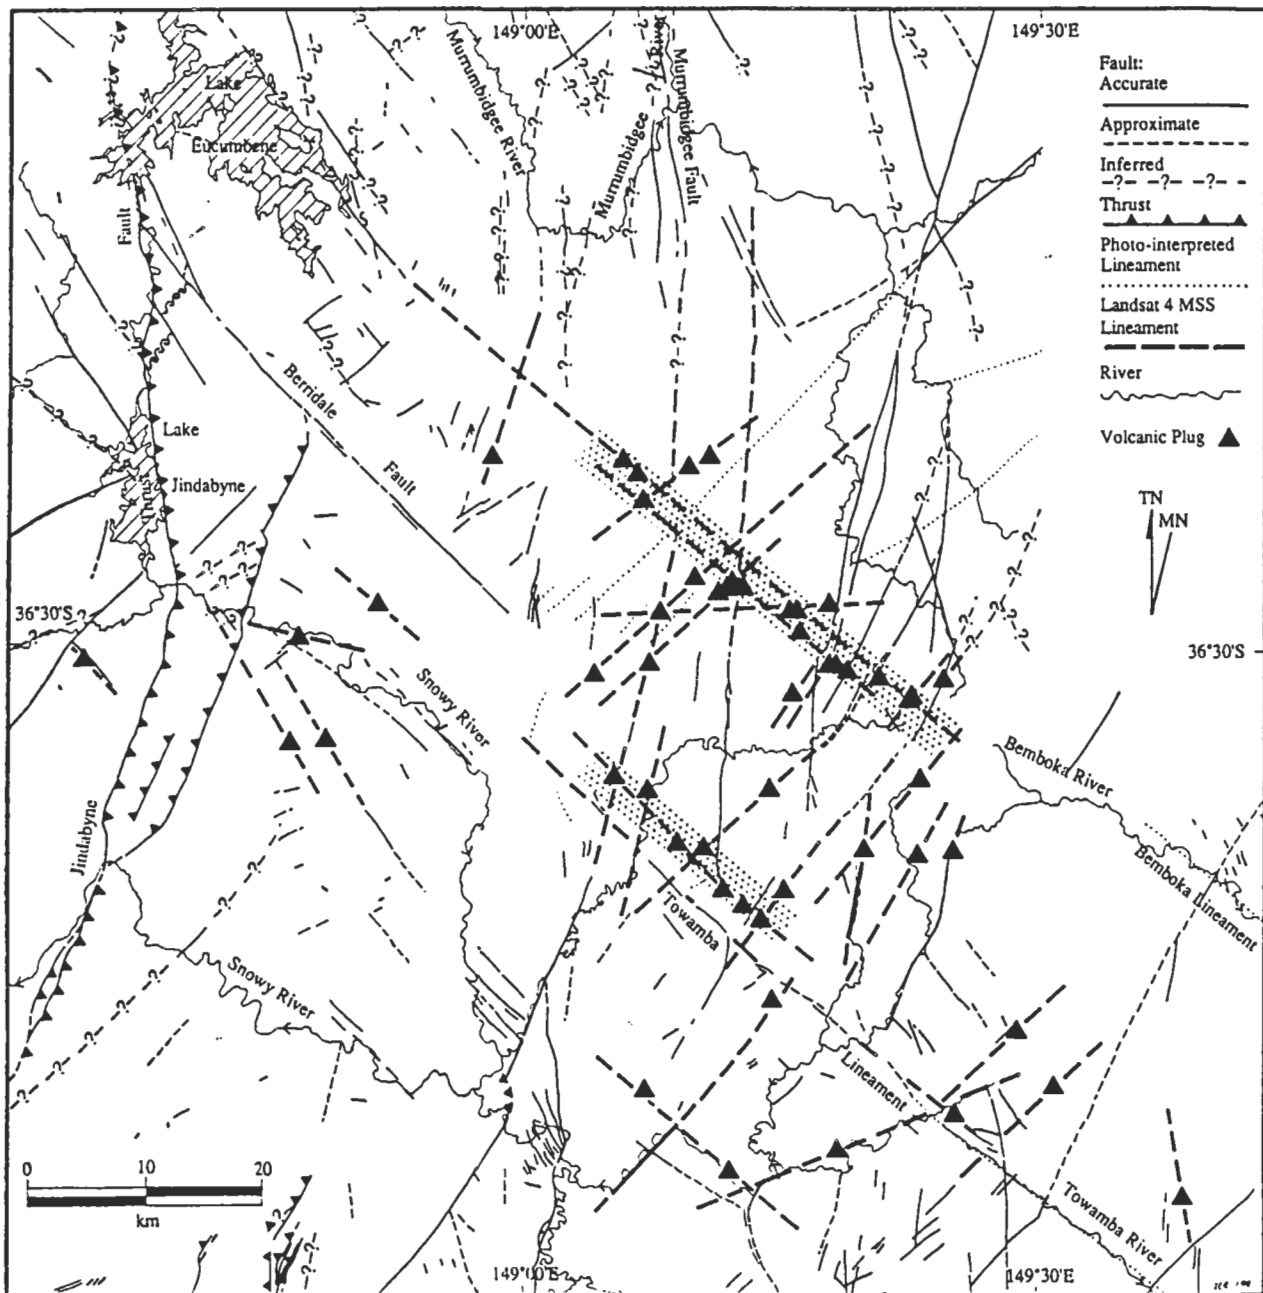 149°00'E
149°30'E
Fault:
Accurate
Approximate
Inferred
-?- -?- -?-
Thrust
Photo-interpreted
Lineament
Landsat 4 MSS
Lineament
River
Volcanic Plug
TN
MN
Lake
Eucumbene
Murrumbidgee River
Murrumbidgee River
Murrumbidgee Fault
Fault
Berridale
Fault
Lake
Jindabyne
36°30'S
36°30'S
Snowy River
Bemboka River
Bemboka Lineament
Jindabyne
Towamba
Lineament
Snowy River
Towamba River
0 10 20
km
149°00'E
149°30'E